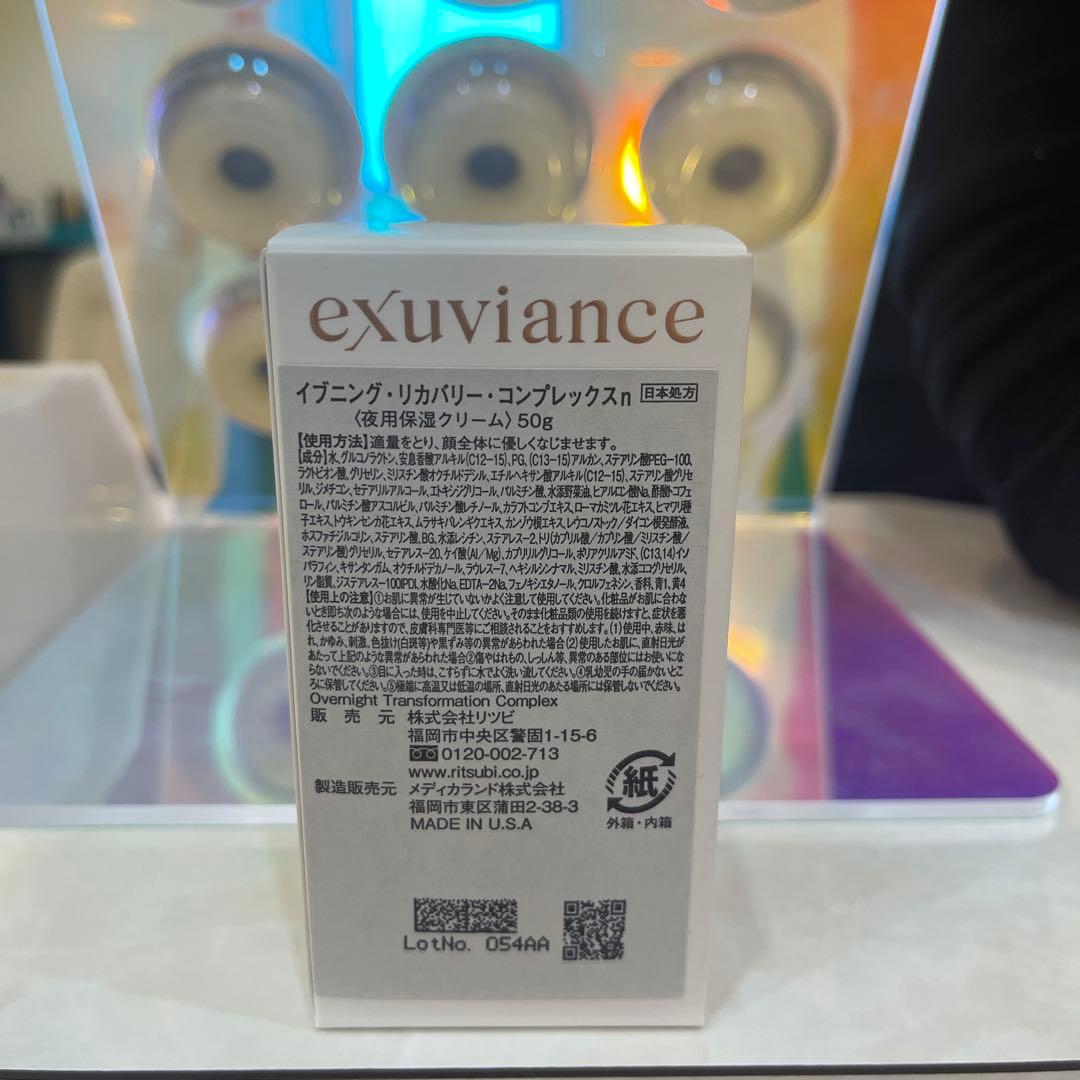 exuviance
イブニング・リカバリー・コンプレックスn 日本処方
〈夜用保湿クリーム〉50g
【使用方法】適量をとり、顔全体に優しくなじませます。
【成分】水、グルコノラクトン、安息香酸アルキル(C12-15)、PG、(C13-15)アルカン、ステアリン酸PEG-100、
ラクトビオン酸、グリセリン、ミリスチン酸オクチルドデシル、エチルヘキサン酸アルキル(C12-15)、ステアリン酸グリセ
リル、ジメチコン、セテアリルアルコール、エトキシジグリコール、パルミチン酸、水添野菜油、ヒアルロン酸Na、酢酸トコフェ
ロール、パルミチン酸アスコルビル、パルミチン酸レチノール、カラフトコンブエキス、ローマカミツレ花エキス、ヒマワリ種
子エキス、トウキンセンカ花エキス、ムラサキバレンギクエキス、カンゾウ根エキス、レウコノストック/ダイコン根発酵液、
ホスファチジルコリン、ステアリン酸、BG、水添レシチン、ステアレス-2、トリ(カプリル酸/カプリン酸/ミリスチン酸/
ステアリン酸)グリセリル、セテアレス-20、ケイ酸(Al/Mg)、カプリリルグリコール、ポリアクリルアミド、(C13,14)イソ
パラフィン、キサンタンガム、オクチルドデカノール、ラウレス-7、ヘキシルシンナマル、ミリスチン酸、水添ココグリセリル、
リン脂質、ジステアレス-100IPDI、水酸化Na、EDTA-2Na、フェノキシエタノール、クロルフェネシン、香料、青1、黄4
【使用上の注意】①お肌に異常が生じていないかよく注意して使用してください。化粧品がお肌に合わな
いとき即ち次のような場合には、使用を中止してください。そのまま化粧品類の使用を続けますと、症状を悪
化させることがありますので、皮膚科専門医等にご相談されることをおすすめします。(1)使用中、赤味、は
れ、かゆみ、刺激、色抜け(白斑等)や黒ずみ等の異常があらわれた場合(2)使用したお肌に、直射日光が
あたって上記のような異常があらわれた場合②傷やはれもの、しっしん等、異常のある部位にはお使いにな
らないでください。③目に入った時は、こすらずに水でよく洗い流してください。④乳幼児の手の届かないとこ
ろに保管してください。⑤極端に高温又は低温の場所、直射日光のあたる場所には保管しないでください。
Overnight Transformation Complex
販売元 株式会社リツビ
福岡市中央区警固1-15-6
0120-002-713
www.ritsubi.co.jp
製造販売元 メディカランド株式会社
福岡市東区蒲田2-38-3
MADE IN U.S.A
紙
外箱・内箱
LotNo. 054AA